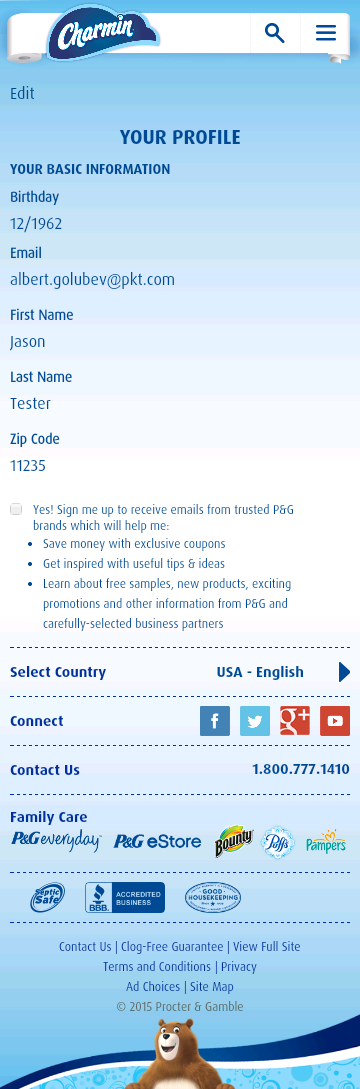 Charmin
Edit
YOUR PROFILE
YOUR BASIC INFORMATION
Birthday
12/1962
Email
albert.golubev@pkt.com
First Name
Jason
Last Name
Tester
Zip Code
11235
Yes! Sign me up to receive emails from trusted P&G
brands which will help me:
• Save money with exclusive coupons
• Get inspired with useful tips & ideas
• Learn about free samples, new products, exciting
promotions and other information from P&G and
carefully-selected business partners
Select Country USA - English
Connect
Contact Us 1.800.777.1410
Family Care
P&G everyday P&G eStore Bounty Puffs Pampers
Septic Safe BBB. ACCREDITED BUSINESS GOOD HOUSEKEEPING
Contact Us | Clog-Free Guarantee | View Full Site
Terms and Conditions | Privacy
Ad Choices | Site Map
© 2015 Procter & Gamble